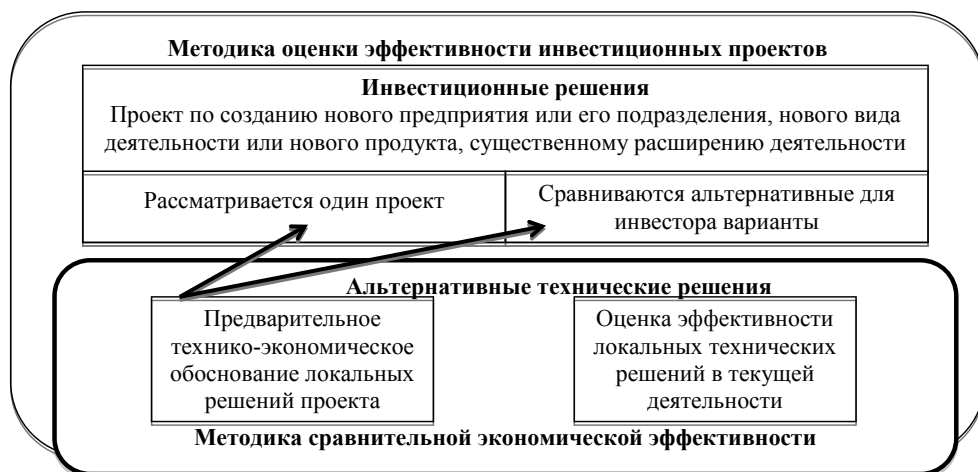 Методика оценки эффективности инвестиционных проектов
Инвестиционные решения
Проект по созданию нового предприятия или его подразделения, нового вида
деятельности или нового продукта, существенному расширению деятельности
Рассматривается один проект
Сравниваются альтернативные для
инвестора варианты
Альтернативные технические решения
Предварительное
технико-экономическое
обоснование локальных
решений проекта
Оценка эффективности
локальных технических
решений в текущей
деятельности
Методика сравнительной экономической эффективности